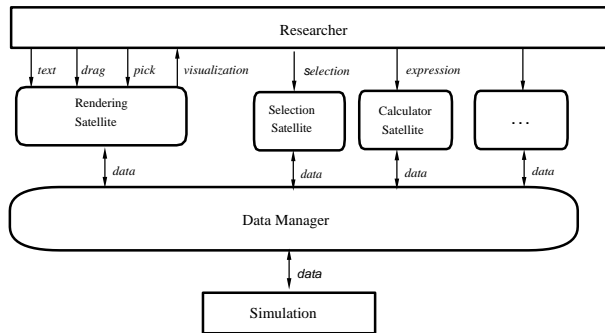 Researcher
text drag pick visualization selection expression
Rendering
Satellite
Selection
Satellite
Calculator
Satellite
...
data data data data
Data Manager
data
Simulation